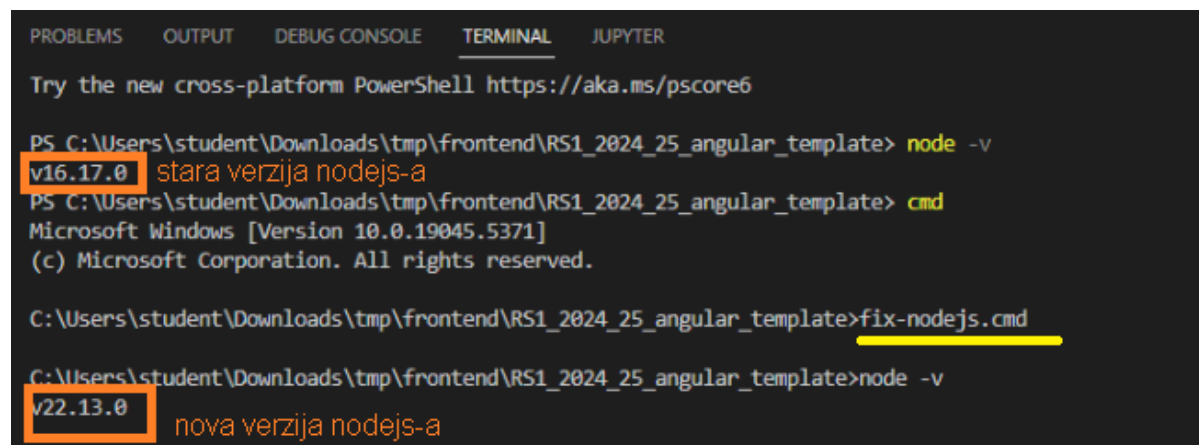 PROBLEMS OUTPUT DEBUG CONSOLE TERMINAL JUPYTER
Try the new cross-platform PowerShell https://aka.ms/pscore6
PS C:\Users\student\Downloads\tmp\frontend\RS1_2024_25_angular_template> node -v
v16.17.0 stara verzija nodejs-a
PS C:\Users\student\Downloads\tmp\frontend\RS1_2024_25_angular_template> cmd
Microsoft Windows [Version 10.0.19045.5371]
(c) Microsoft Corporation. All rights reserved.
C:\Users\student\Downloads\tmp\frontend\RS1_2024_25_angular_template>fix-nodejs.cmd
C:\Users\student\Downloads\tmp\frontend\RS1_2024_25_angular_template>node -v
v22.13.0
nova verzija nodejs-a